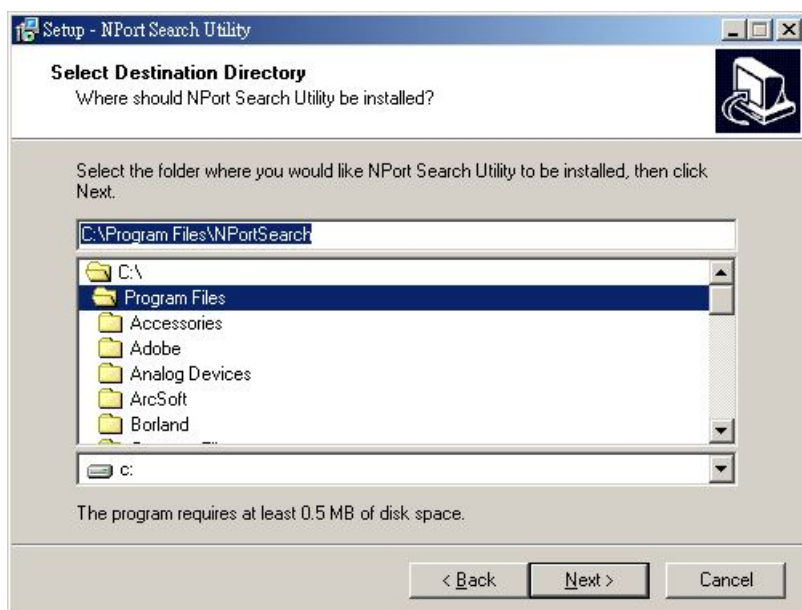 Setup - NPort Search Utility
Select Destination Directory
Where should NPort Search Utility be installed?
Select the folder where you would like NPort Search Utility to be installed, then click
Next.
C:\Program Files\NPortSearch
C:\
Program Files
Accessories
Adobe
Analog Devices
ArcSoft
Borland
c:
The program requires at least 0.5 MB of disk space.
< Back
Next >
Cancel